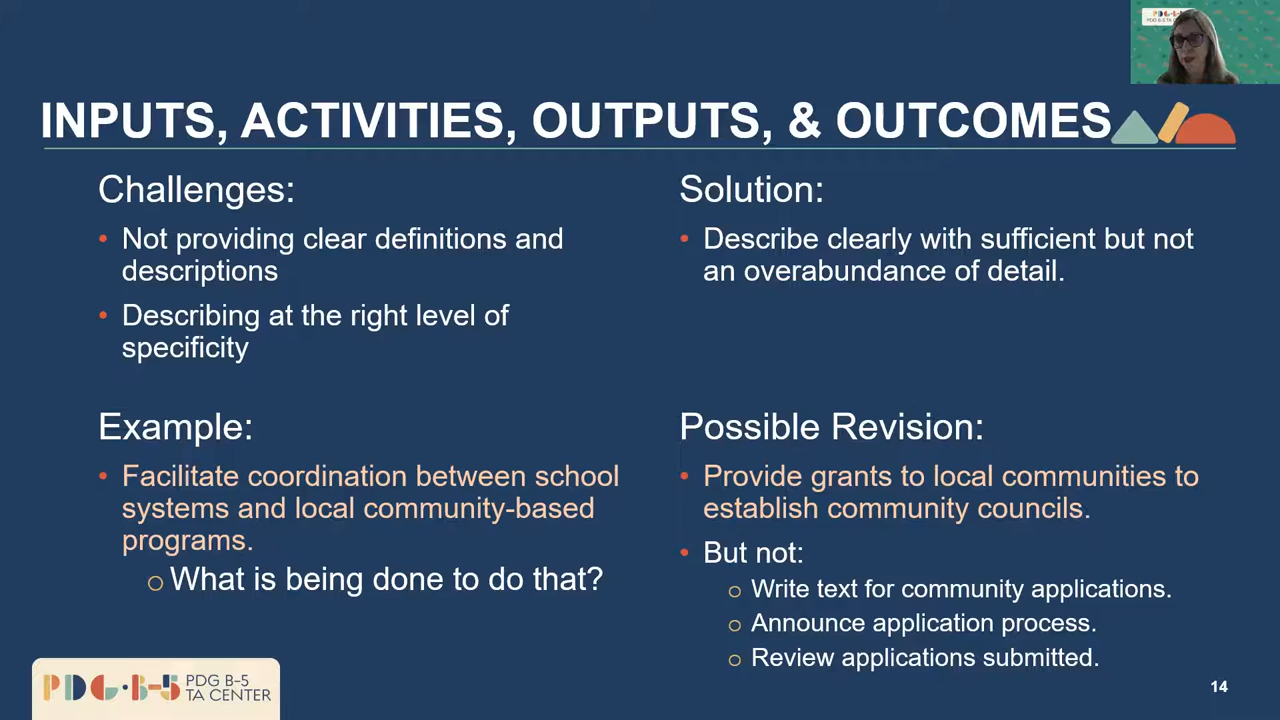 INPUTS, ACTIVITIES, OUTPUTS, & OUTCOMES
Challenges:
• Not providing clear definitions and
descriptions
• Describing at the right level of
specificity
Solution:
• Describe clearly with sufficient but not
an overabundance of detail.
Example:
• Facilitate coordination between school
systems and local community-based
programs.
o What is being done to do that?
Possible Revision:
• Provide grants to local communities to
establish community councils.
• But not:
o Write text for community applications.
o Announce application process.
o Review applications submitted.
PDG·B-5
PDG B–5
TA CENTER
14